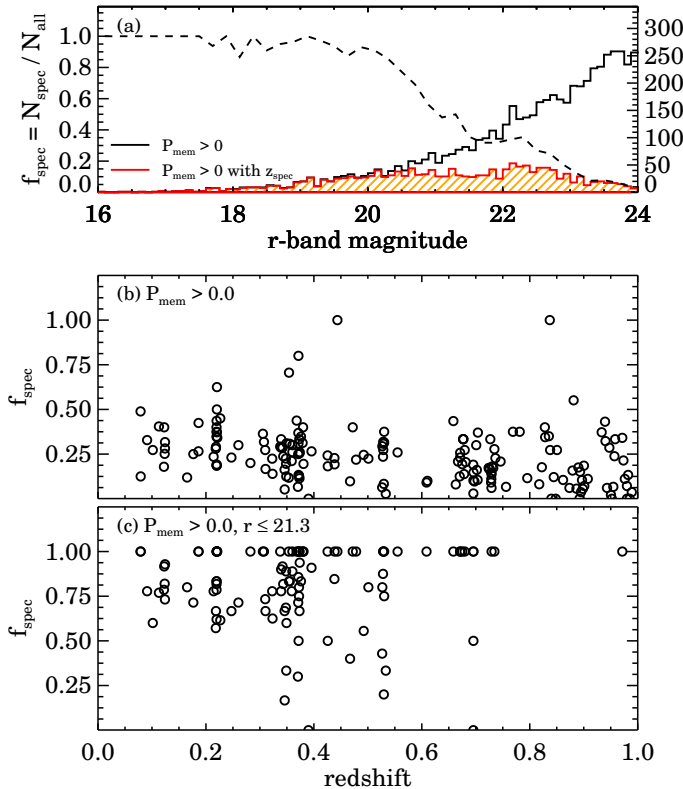 (a)
f_spec = N_spec / N_all
1.0
0.8
0.6
0.4
0.2
0.0
300
250
200
150
100
50
0
P_mem > 0
P_mem > 0 with z_spec
16 18 20 22 24
r-band magnitude
(b) P_mem > 0.0
f_spec
1.00
0.75
0.50
0.25
(c) P_mem > 0.0, r ≤ 21.3
f_spec
1.00
0.75
0.50
0.25
0.0 0.2 0.4 0.6 0.8 1.0
redshift